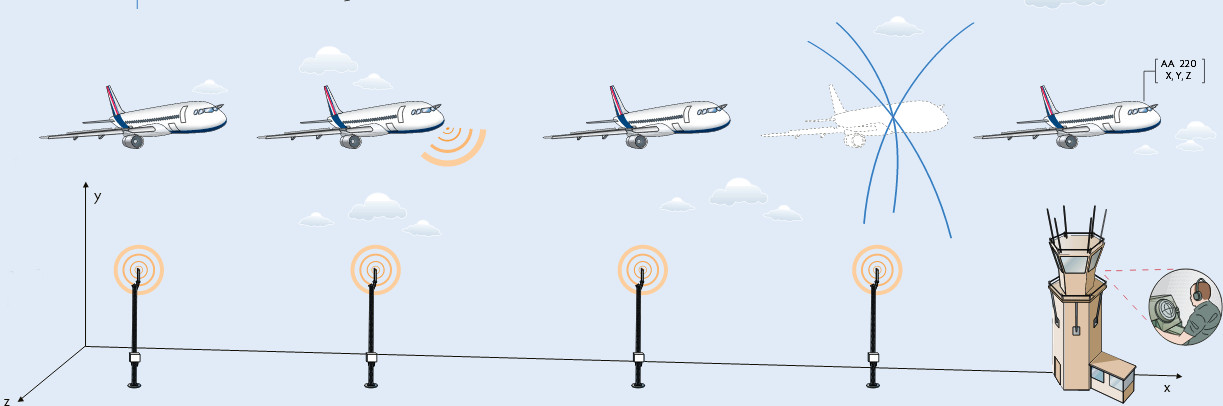 AA 220
X, Y, Z
y
z
x